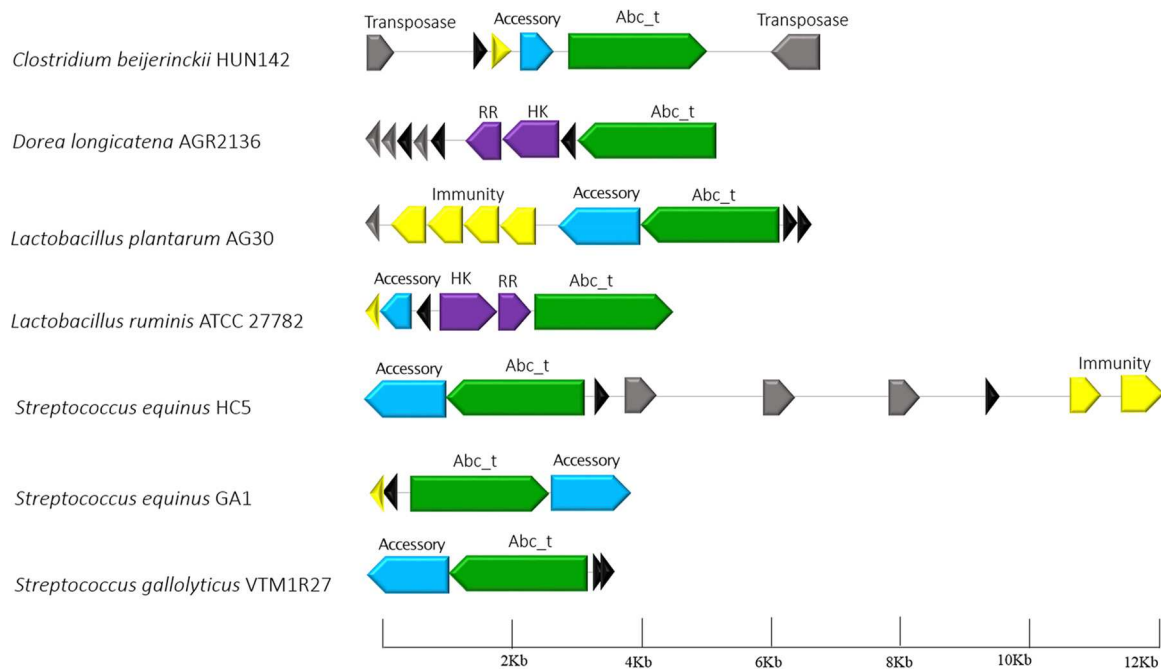 Transposase Accessory Abc_t Transposase
Clostridium beijerinckii HUN142
RR HK Abc_t
Dorea longicatena AGR2136
Immunity Accessory Abc_t
Lactobacillus plantarum AG30
Accessory HK RR Abc_t
Lactobacillus ruminis ATCC 27782
Accessory Abc_t Immunity
Streptococcus equinus HC5
Abc_t Accessory
Streptococcus equinus GA1
Accessory Abc_t
Streptococcus gallolyticus VTM1R27
2Kb 4Kb 6Kb 8Kb 10Kb 12Kb